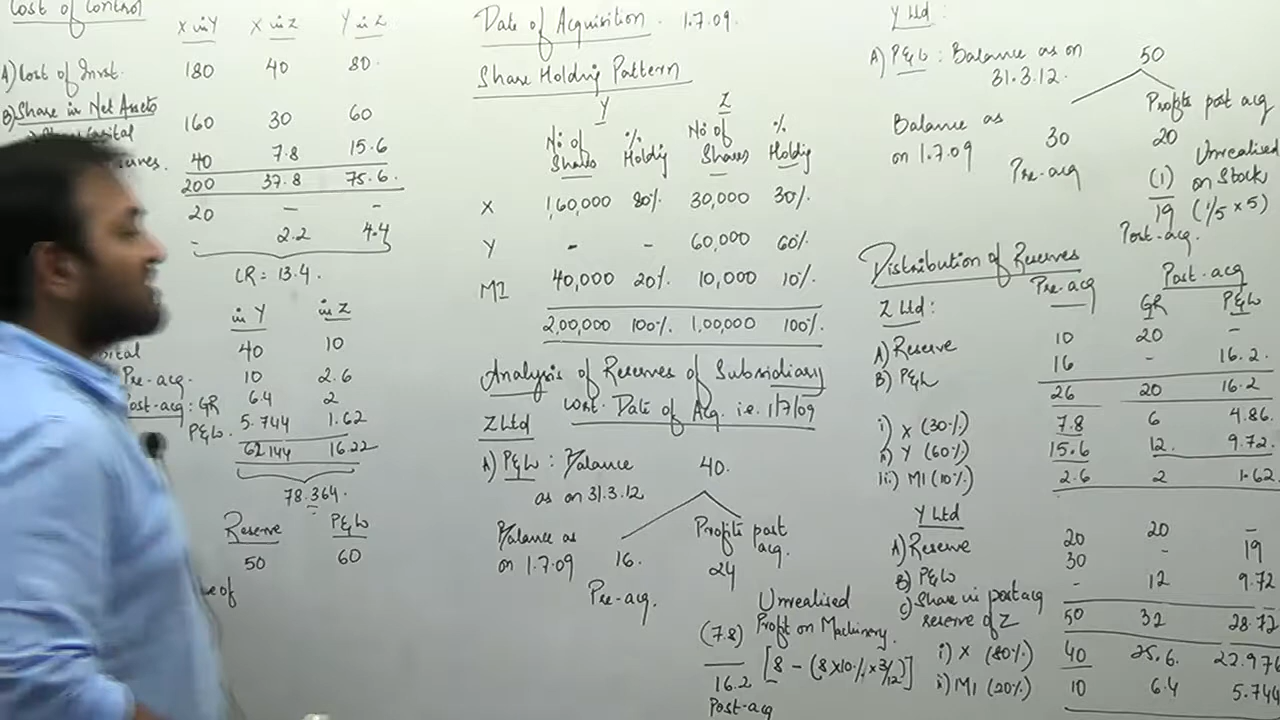 Cost of Control
X in Y X in Z Y in Z
A) Cost of Invst. 180 40 80
B) Share in Net Assets
160 30 60
40 7.8 15.6
200 37.8 75.6
20 – –
- 2.2 4.4
CR = 13.4.
in Y in Z
40 10
Pre-acq. 10 2.6
Post-acq: GR 6.4 2
P&L. 5.744 1.62
62.144 16.22
78.364.
Reserve P&L
50 60
of
Date of Acquisition. 1.7.09.
Share Holding Pattern
Y Z
No: of Shares % Holdig No: of Shares % Holdig
X 1,60,000 80% 30,000 30%
Y - - 60,000 60%
MI 40,000 20% 10,000 10%
2,00,000 100% 1,00,000 100%
Analysis of Reserves of Subsidiary
w.r.t. Date of Acq. i.e. 1/7/09
Z Ltd
A) P&L : Balance 40.
as on 31.3.12
Balance as
on 1.7.09 16.
Pre-acq.
Profits post
acq.
24
Unrealised
(7.8) Profit on Machinery.
[8 - (8x10%x3/12)]
16.2
Post-acq
Y Ltd:
A) P&L : Balance as on 50
31.3.12.
Balance as
on 1.7.09 30
Pre-acq
Profits post acq
20
Unrealised
(1) on Stock
19 (1/5 x 5)
Post-acq.
Distribution of Reserves
Pre-acq Post-acq
Z Ltd: GR P&L
A) Reserve 10 20 -
B) P&L 16 - 16.2.
26 20 16.2
i) X (30%) 7.8 6 4.86.
ii) Y (60%) 15.6 12. 9.72.
iii) MI (10%) 2.6 2 1.62
Y Ltd
A) Reserve 20 20 –
B) P&L 30 - 19
c) Share in post acq - 12 9.72
reserve of Z
50 32 28.72
i) X (80%) 40 25.6. 22.976
ii) MI (20%) 10 6.4 5.744